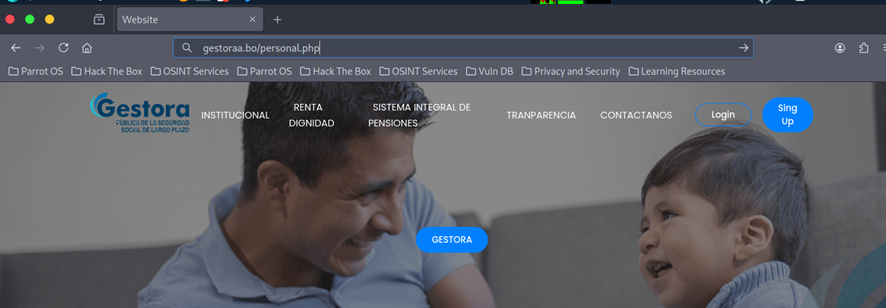 Website
gestoraa.bo/personal.php
Parrot OS Hack The Box OSINT Services Parrot OS Hack The Box OSINT Services Vuln DB Privacy and Security Learning Resources
Gestora
PÚBLICA DE LA SEGURIDAD
SOCIAL DE LARGO PLAZO
INSTITUCIONAL
RENTA
DIGNIDAD
SISTEMA INTEGRAL DE
PENSIONES
TRANPARENCIA
CONTACTANOS
Login
Sing
Up
GESTORA